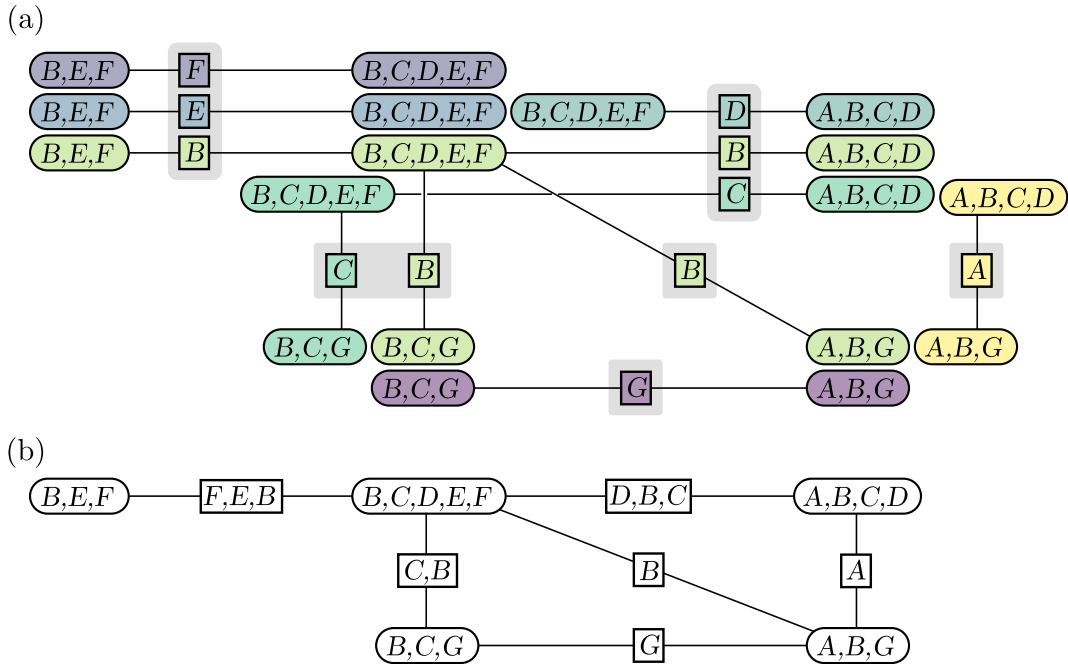 (a)
B,E,F F B,C,D,E,F
B,E,F E B,C,D,E,F B,C,D,E,F D A,B,C,D
B,E,F B B,C,D,E,F B A,B,C,D
B,C,D,E,F C A,B,C,D A,B,C,D
C B B A
B,C,G B,C,G A,B,G A,B,G
B,C,G G A,B,G
(b)
B,E,F F,E,B B,C,D,E,F D,B,C A,B,C,D
C,B B A
B,C,G G A,B,G